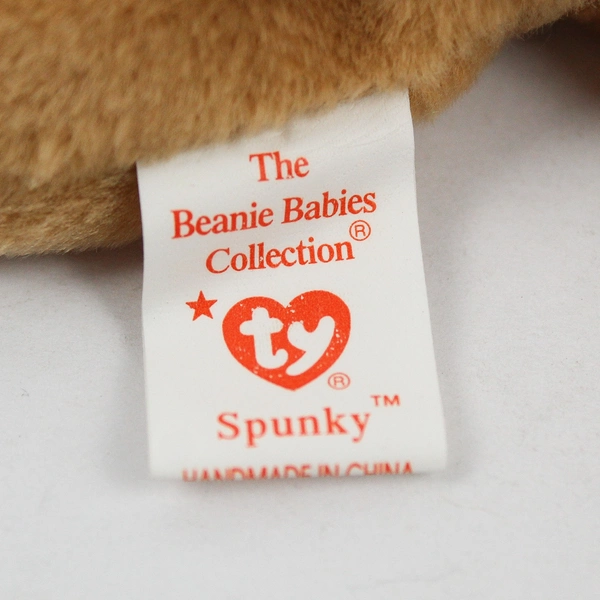 The
Beanie Babies
Collection®
★ ty®
Spunky™
HANDMADE IN CHINA